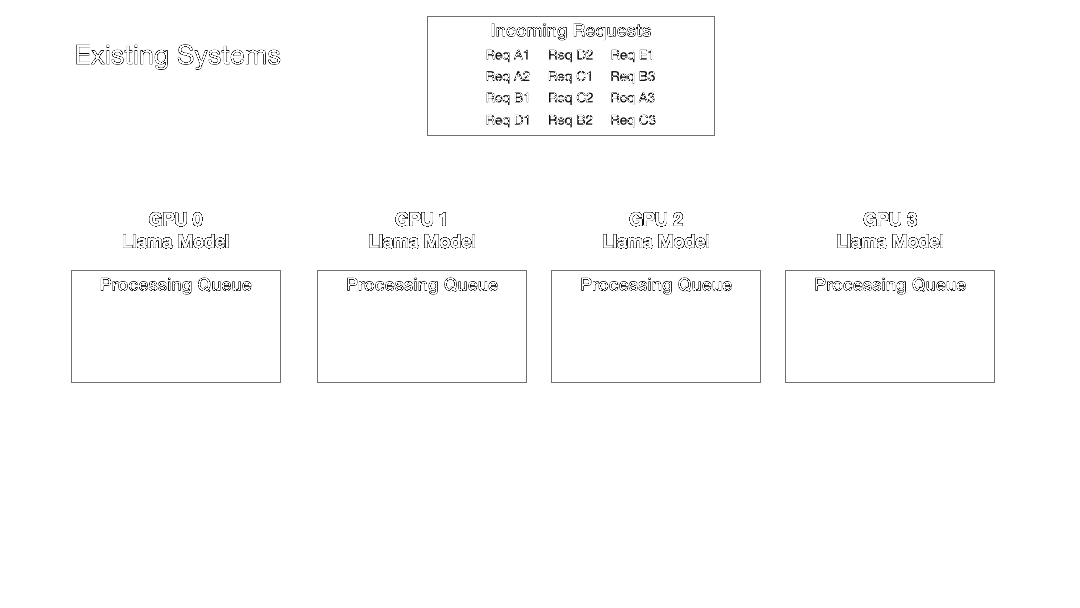 Existing Systems
Incoming Requests
Req A1 Req D2 Req E1
Req A2 Req C1 Req B3
Req B1 Req C2 Req A3
Req D1 Req B2 Req C3
GPU 0
Llama Model
GPU 1
Llama Model
GPU 2
Llama Model
GPU 3
Llama Model
Processing Queue
Processing Queue
Processing Queue
Processing Queue